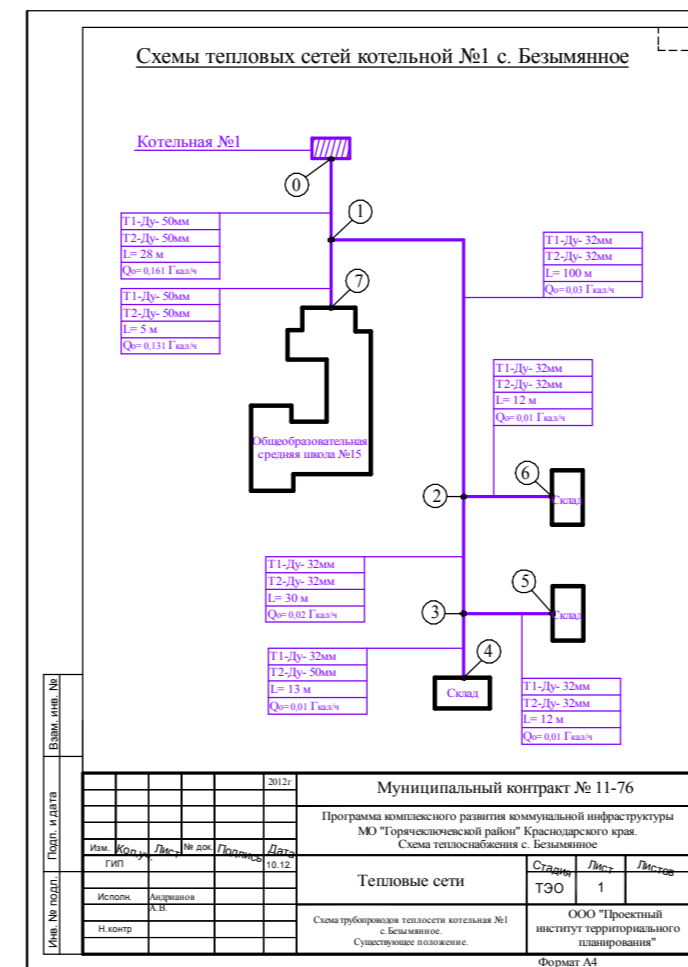 Схемы тепловых сетей котельной №1 с. Безымянное
Котельная №1
0
1
Т1-Ду- 50мм
Т2-Ду- 50мм
L= 28 м
Qo= 0,161 Гкал/ч
Т1-Ду- 50мм
Т2-Ду- 50мм
L= 5 м
Qo= 0,131 Гкал/ч
7
Т1-Ду- 32мм
Т2-Ду- 32мм
L= 100 м
Qo= 0,03 Гкал/ч
Т1-Ду- 32мм
Т2-Ду- 32мм
L= 12 м
Qo= 0,01 Гкал/ч
Общеобразовательная
средняя школа №15
2
6
Склад
Т1-Ду- 32мм
Т2-Ду- 32мм
L= 30 м
Qo= 0,02 Гкал/ч
3
5
Склад
Т1-Ду- 32мм
Т2-Ду- 50мм
L= 13 м
Qo= 0,01 Гкал/ч
4
Склад
Т1-Ду- 32мм
Т2-Ду- 32мм
L= 12 м
Qo= 0,01 Гкал/ч
Взам. инв. №
Подп. и дата
Инв. № подл.
2012г
Муниципальный контракт № 11-76
Программа комплексного развития коммунальной инфраструктуры
МО "Горячеключевской район" Краснодарского края.
Схема теплоснабжения с. Безымянное
Изм. Кол.уч. Лист № док. Подпись Дата
ГИП 10.12.
Исполн. Андрианов
А.В.
Н.контр
Тепловые сети
Стадия Лист Листов
ТЭО 1
Схема трубопроводов теплосети котельная №1
с.Безымянное.
Существующее положение.
ООО "Проектный
институт территориального
планирования"
Формат А4